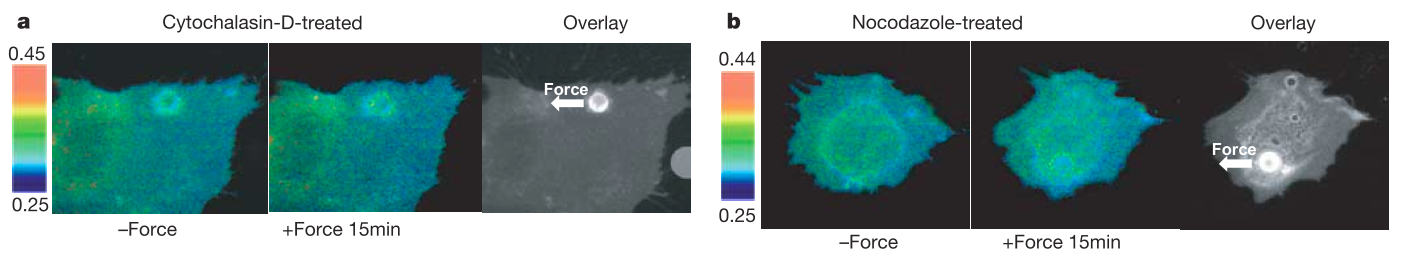 a
Cytochalasin-D-treated
Overlay
0.45
0.25
Force
–Force
+Force 15min
b
Nocodazole-treated
Overlay
0.44
0.25
Force
–Force
+Force 15min